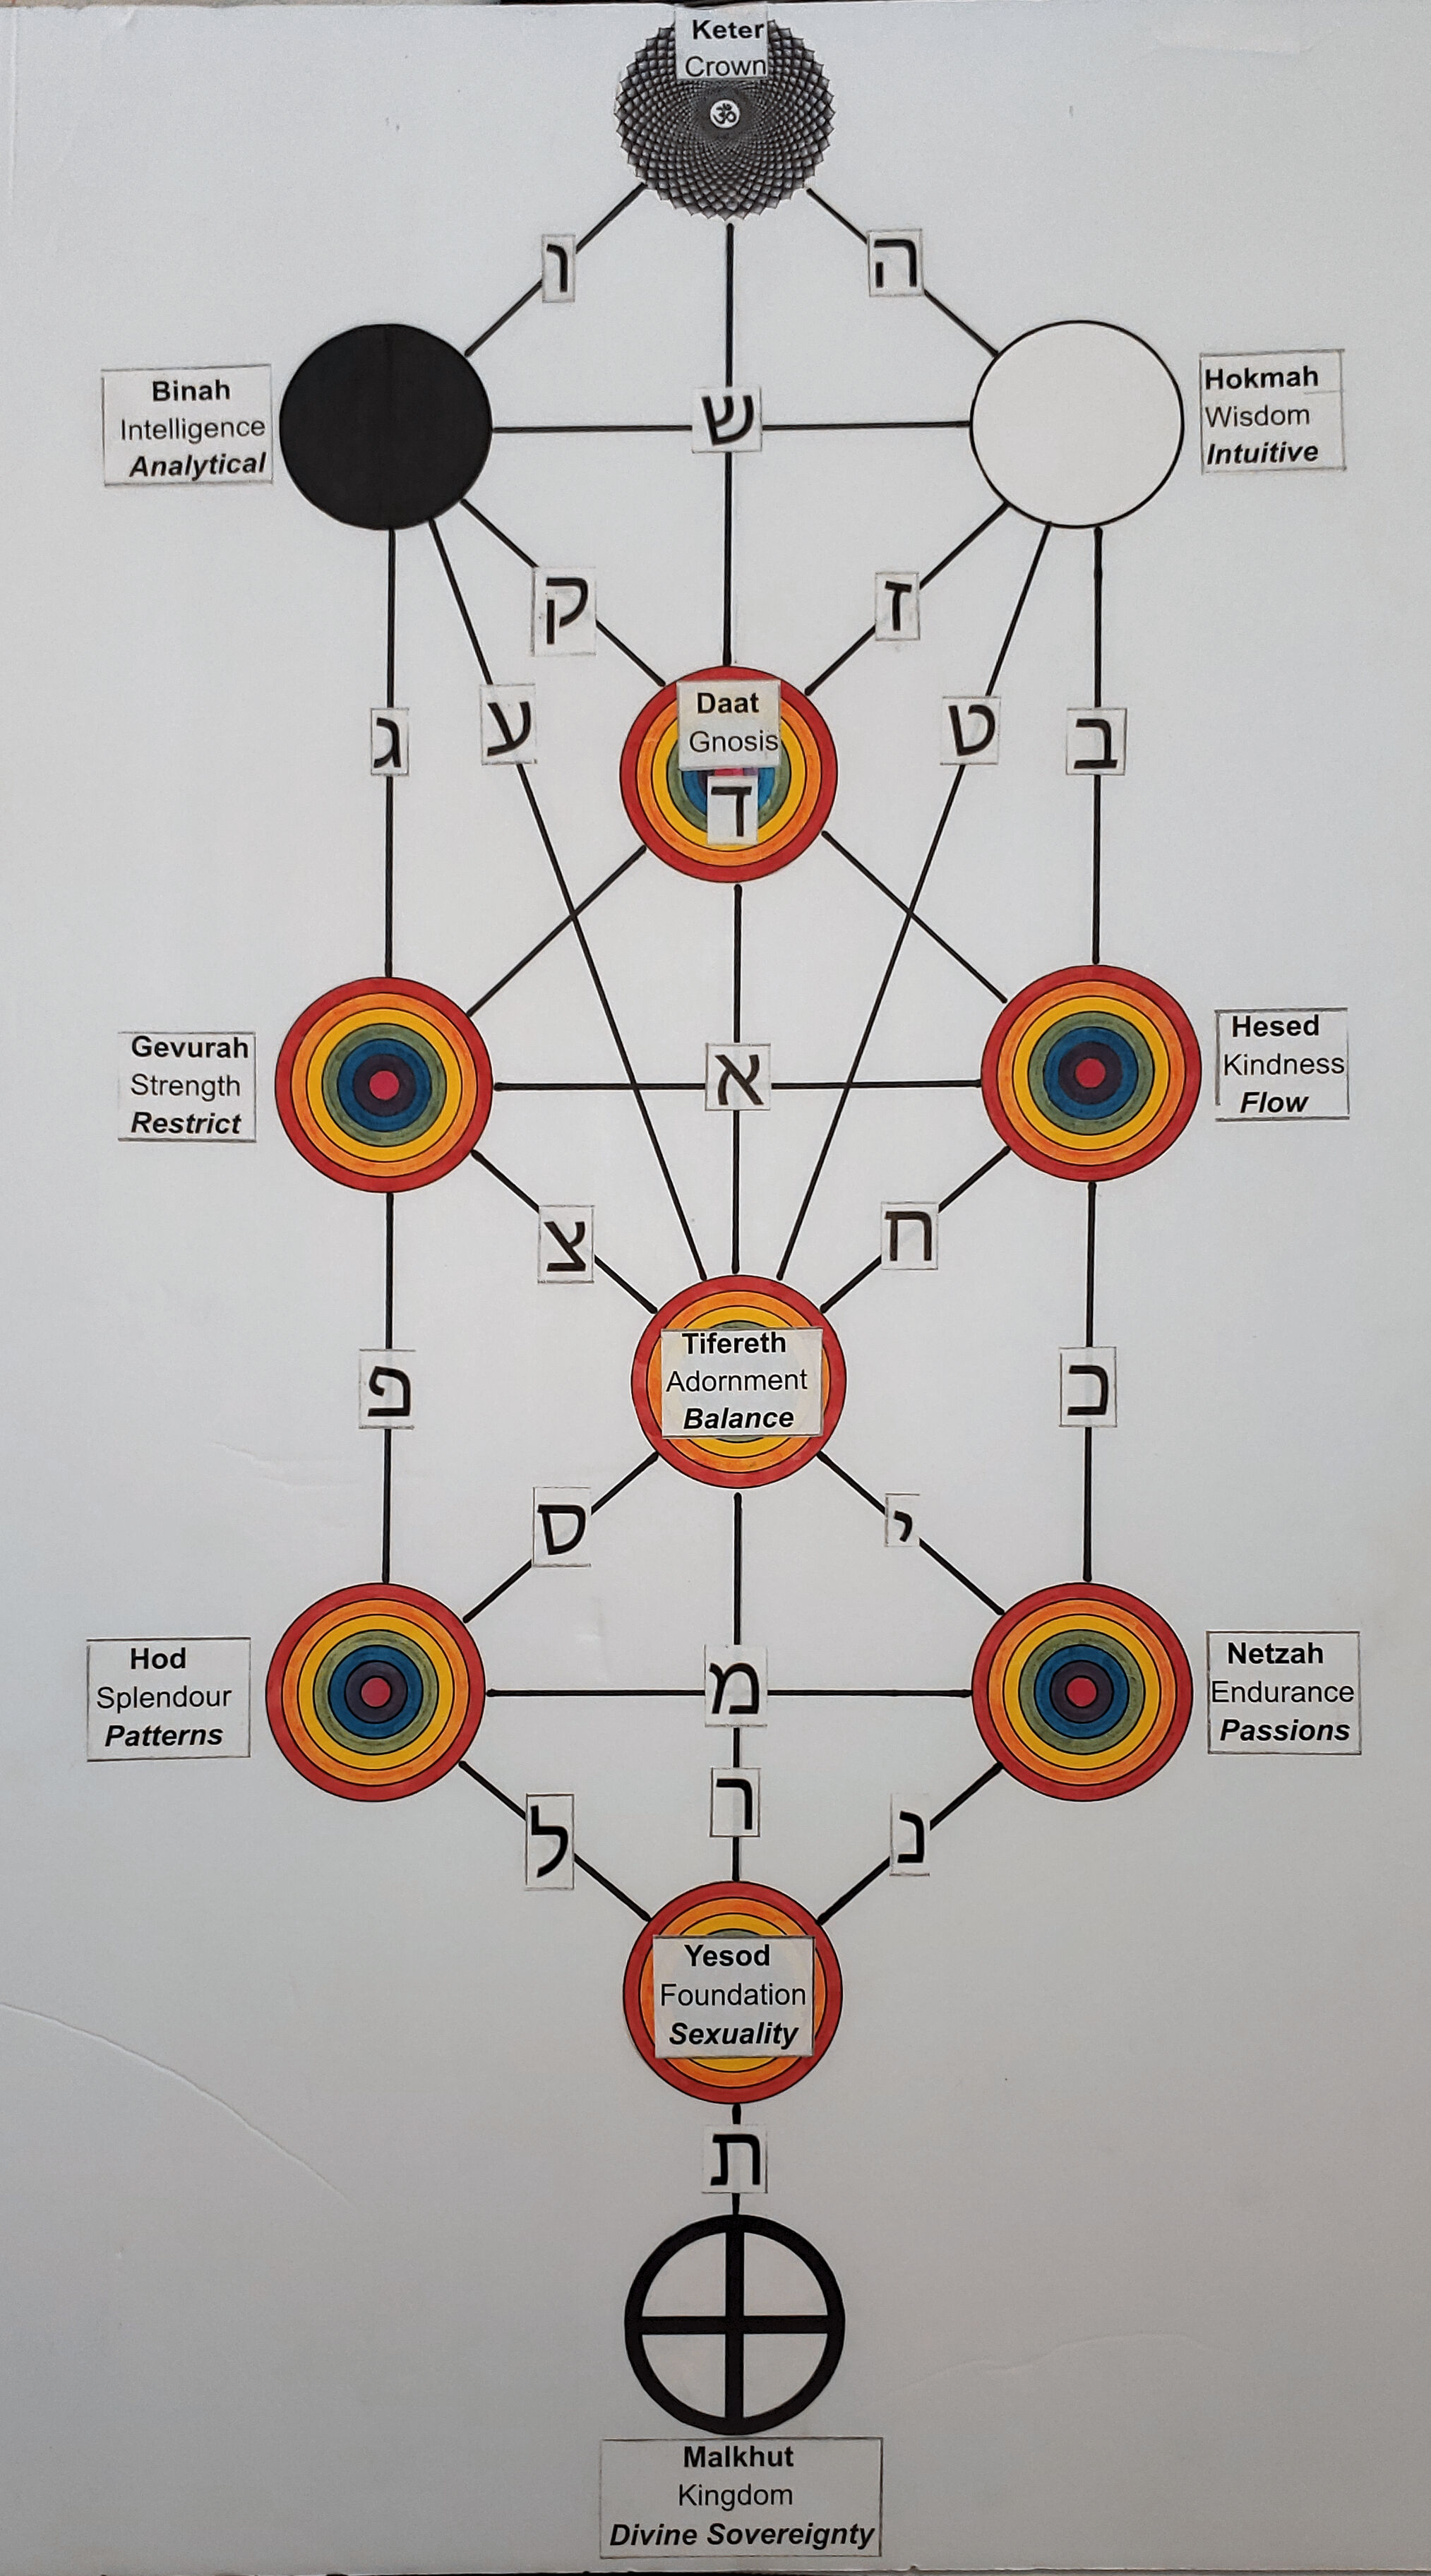 Keter
Crown
ॐ
ו
ה
Binah
Intelligence
Analytical
ש
Hokmah
Wisdom
Intuitive
ק
ז
ג
ע
Daat
Gnosis
ד
ט
ב
Gevurah
Strength
Restrict
א
Hesed
Kindness
Flow
צ
ח
פ
Tifereth
Adornment
Balance
כ
ס
י
Hod
Splendour
Patterns
מ
Netzah
Endurance
Passions
ל
ר
נ
Yesod
Foundation
Sexuality
ת
Malkhut
Kingdom
Divine Sovereignty